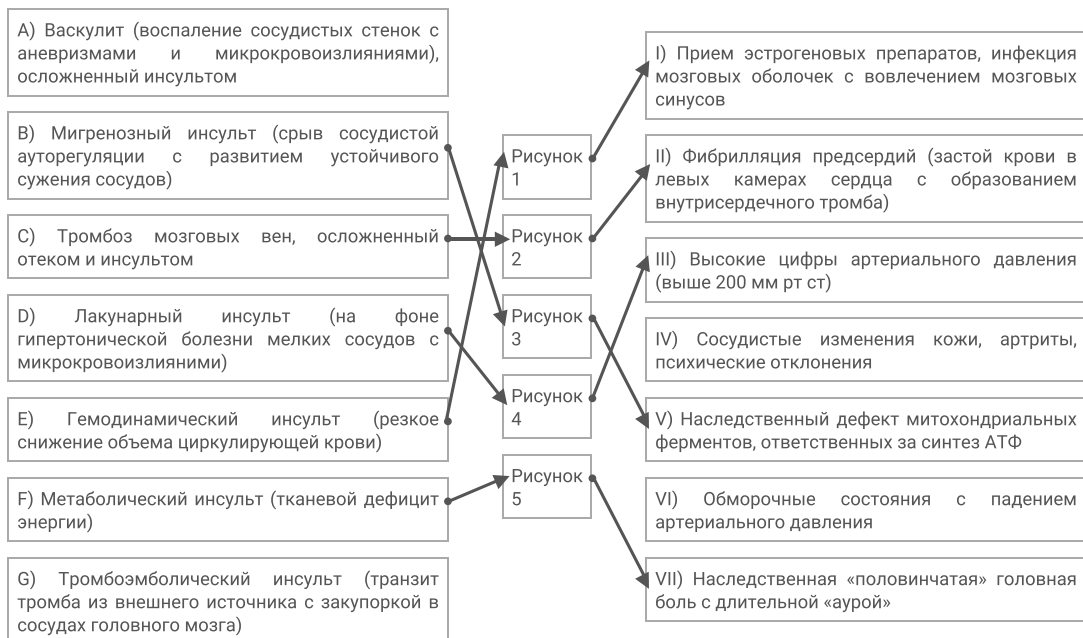 A) Васкулит (воспаление сосудистых стенок с
аневризмами и микрокровоизлияниями),
осложненный инсультом
B) Мигренозный инсульт (срыв сосудистой
ауторегуляции с развитием устойчивого
сужения сосудов)
C) Тромбоз мозговых вен, осложненный
отеком и инсультом
D) Лакунарный инсульт (на фоне
гипертонической болезни мелких сосудов с
микрокровоизлияними)
E) Гемодинамический инсульт (резкое
снижение объема циркулирующей крови)
F) Метаболический инсульт (тканевой дефицит
энергии)
G) Тромбоэмболический инсульт (транзит
тромба из внешнего источника с закупоркой в
сосудах головного мозга)
Рисунок
1
Рисунок
2
Рисунок
3
Рисунок
4
Рисунок
5
I) Прием эстрогеновых препаратов, инфекция
мозговых оболочек с вовлечением мозговых
синусов
II) Фибрилляция предсердий (застой крови в
левых камерах сердца с образованием
внутрисердечного тромба)
III) Высокие цифры артериального давления
(выше 200 мм рт ст)
IV) Сосудистые изменения кожи, артриты,
психические отклонения
V) Наследственный дефект митохондриальных
ферментов, ответственных за синтез АТФ
VI) Обморочные состояния с падением
артериального давления
VII) Наследственная «половинчатая» головная
боль с длительной «аурой»